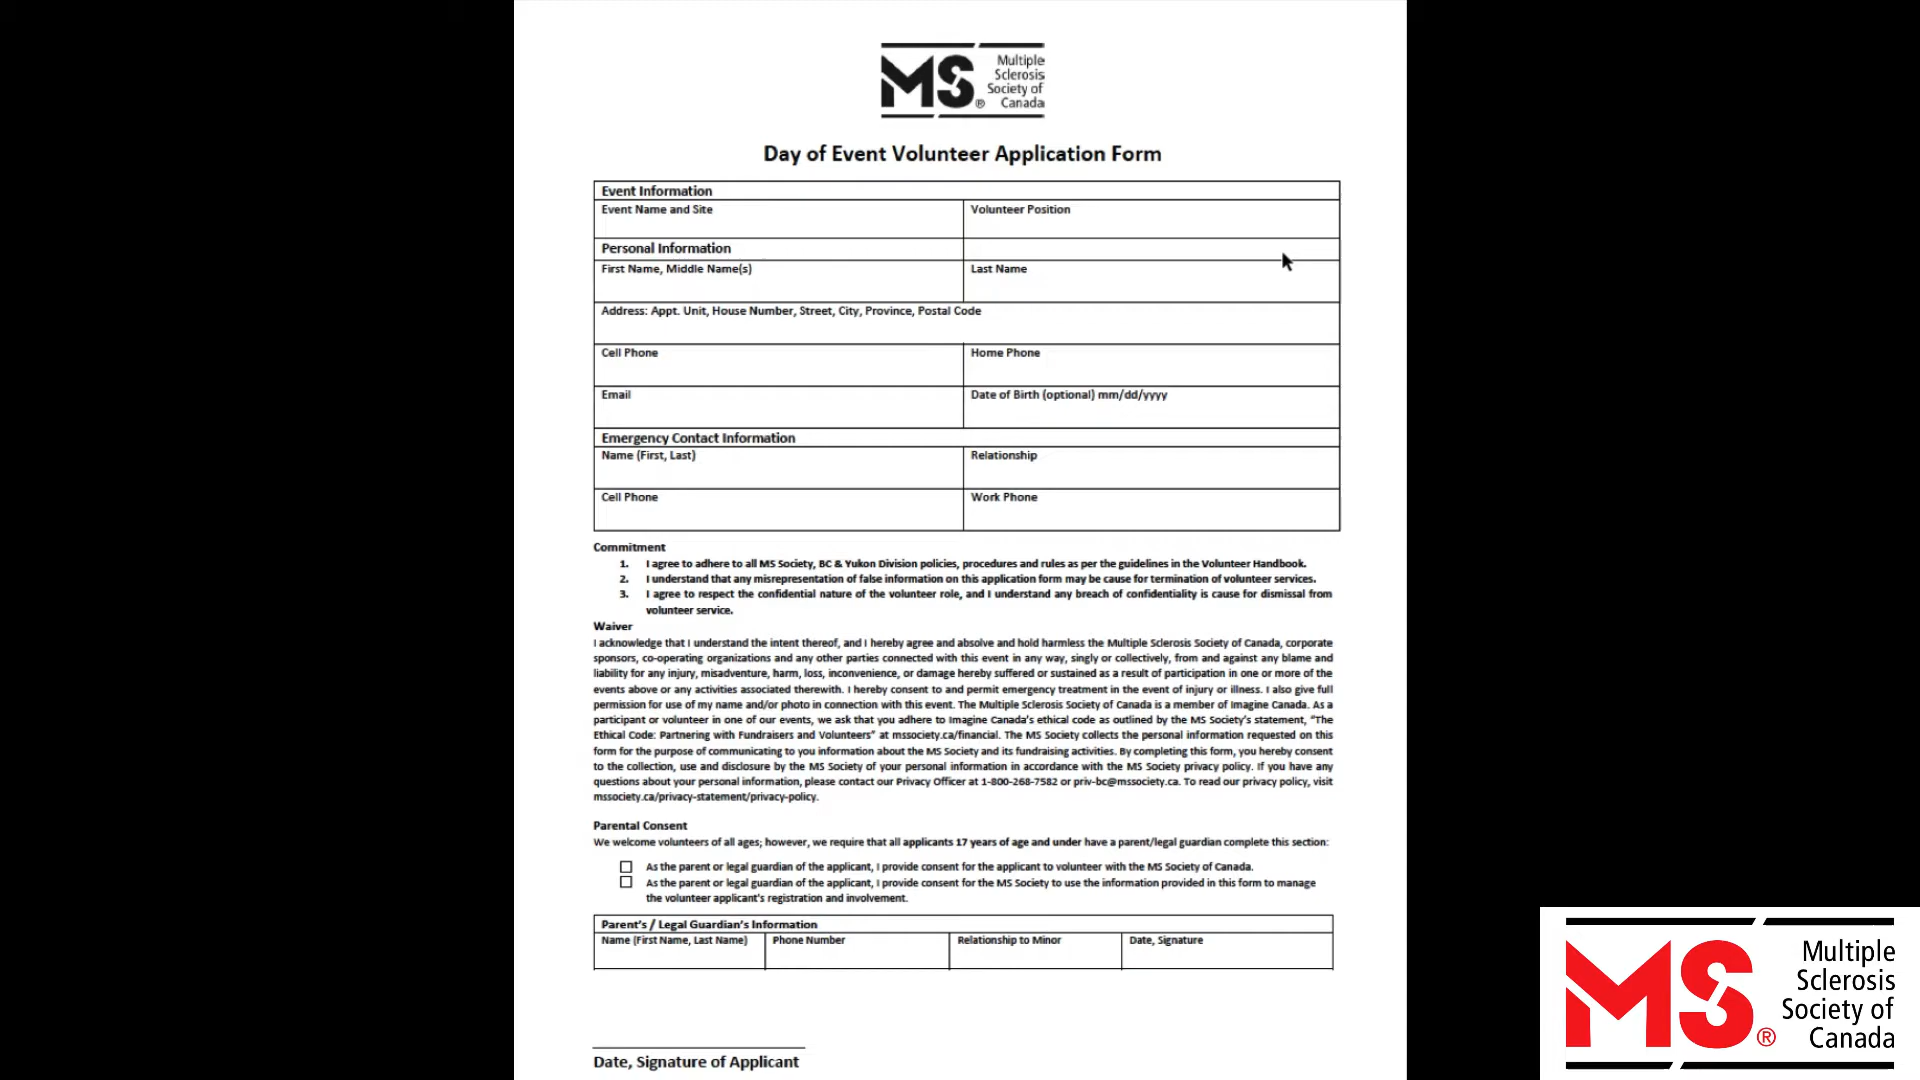 MS® Multiple
Sclerosis
Society of
Canada
Day of Event Volunteer Application Form
Event Information
Event Name and Site Volunteer Position
Personal Information
First Name, Middle Name(s) Last Name
Address: Appt. Unit, House Number, Street, City, Province, Postal Code
Cell Phone Home Phone
Email Date of Birth (optional) mm/dd/yyyy
Emergency Contact Information
Name (First, Last) Relationship
Cell Phone Work Phone
Commitment
1. I agree to adhere to all MS Society, BC & Yukon Division policies, procedures and rules as per the guidelines in the Volunteer Handbook.
2. I understand that any misrepresentation of false information on this application form may be cause for termination of volunteer services.
3. I agree to respect the confidential nature of the volunteer role, and I understand any breach of confidentiality is cause for dismissal from
volunteer service.
Waiver
I acknowledge that I understand the intent thereof, and I hereby agree and absolve and hold harmless the Multiple Sclerosis Society of Canada, corporate
sponsors, co-operating organizations and any other parties connected with this event in any way, singly or collectively, from and against any blame and
liability for any injury, misadventure, harm, loss, inconvenience, or damage hereby suffered or sustained as a result of participation in one or more of the
events above or any activities associated therewith. I hereby consent to and permit emergency treatment in the event of injury or illness. I also give full
permission for use of my name and/or photo in connection with this event. The Multiple Sclerosis Society of Canada is a member of Imagine Canada. As a
participant or volunteer in one of our events, we ask that you adhere to Imagine Canada's ethical code as outlined by the MS Society's statement, "The
Ethical Code: Partnering with Fundraisers and Volunteers" at mssociety.ca/financial. The MS Society collects the personal information requested on this
form for the purpose of communicating to you information about the MS Society and its fundraising activities. By completing this form, you hereby consent
to the collection, use and disclosure by the MS Society of your personal information in accordance with the MS Society privacy policy. If you have any
questions about your personal information, please contact our Privacy Officer at 1-800-268-7582 or priv-bc@mssociety.ca. To read our privacy policy, visit
mssociety.ca/privacy-statement/privacy-policy.
Parental Consent
We welcome volunteers of all ages; however, we require that all applicants 17 years of age and under have a parent/legal guardian complete this section:
As the parent or legal guardian of the applicant, I provide consent for the applicant to volunteer with the MS Society of Canada.
As the parent or legal guardian of the applicant, I provide consent for the MS Society to use the information provided in this form to manage
the volunteer applicant's registration and involvement.
Parent's / Legal Guardian's Information
Name (First Name, Last Name) Phone Number Relationship to Minor Date, Signature
Date, Signature of Applicant
MS® Multiple
Sclerosis
Society of
Canada